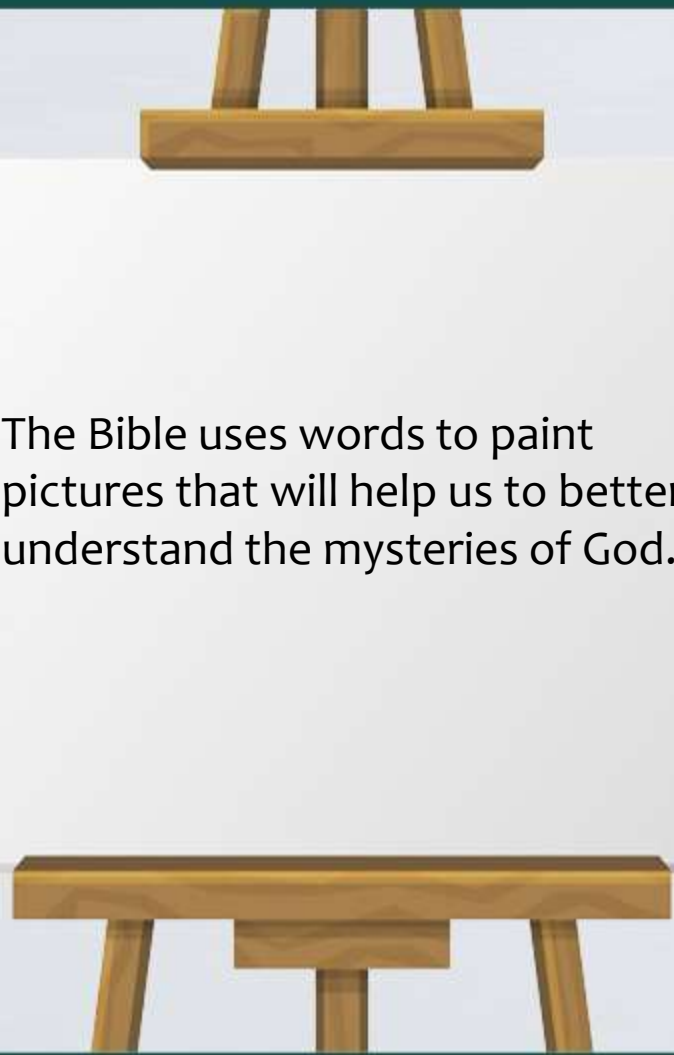 The Bible uses words to paint
pictures that will help us to better
understand the mysteries of God.